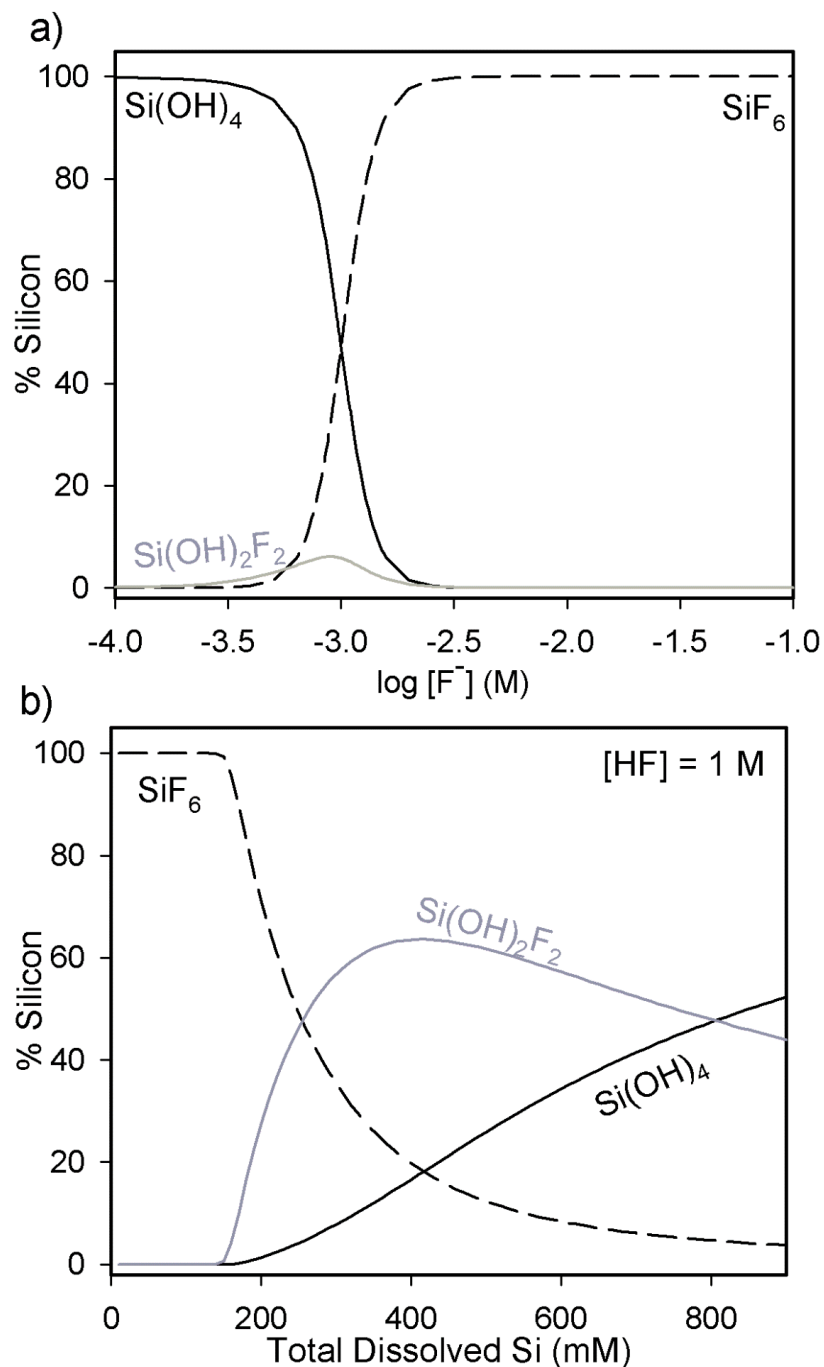 a)
100
80
60
40
20
0
% Silicon
Si(OH)₄
SiF₆
Si(OH)₂F₂
-4.0 -3.5 -3.0 -2.5 -2.0 -1.5 -1.0
log [F⁻] (M)
b)
100
80
60
40
20
0
% Silicon
[HF] = 1 M
SiF₆
Si(OH)₂F₂
Si(OH)₄
0 200 400 600 800
Total Dissolved Si (mM)